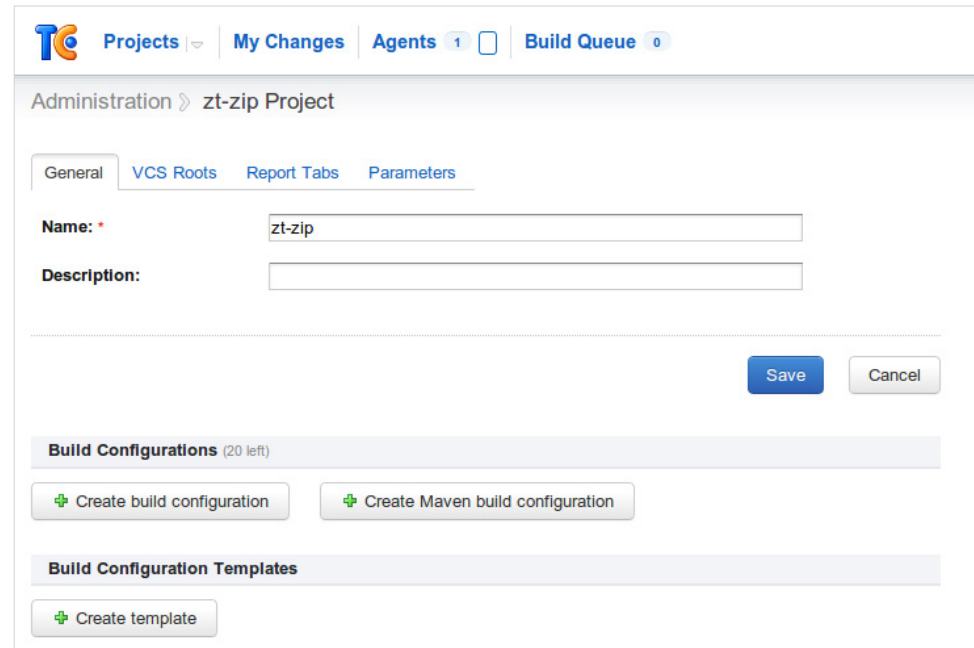 TC Projects My Changes Agents 1 Build Queue 0
Administration zt-zip Project
General VCS Roots Report Tabs Parameters
Name: * zt-zip
Description:
Save Cancel
Build Configurations (20 left)
Create build configuration Create Maven build configuration
Build Configuration Templates
Create template